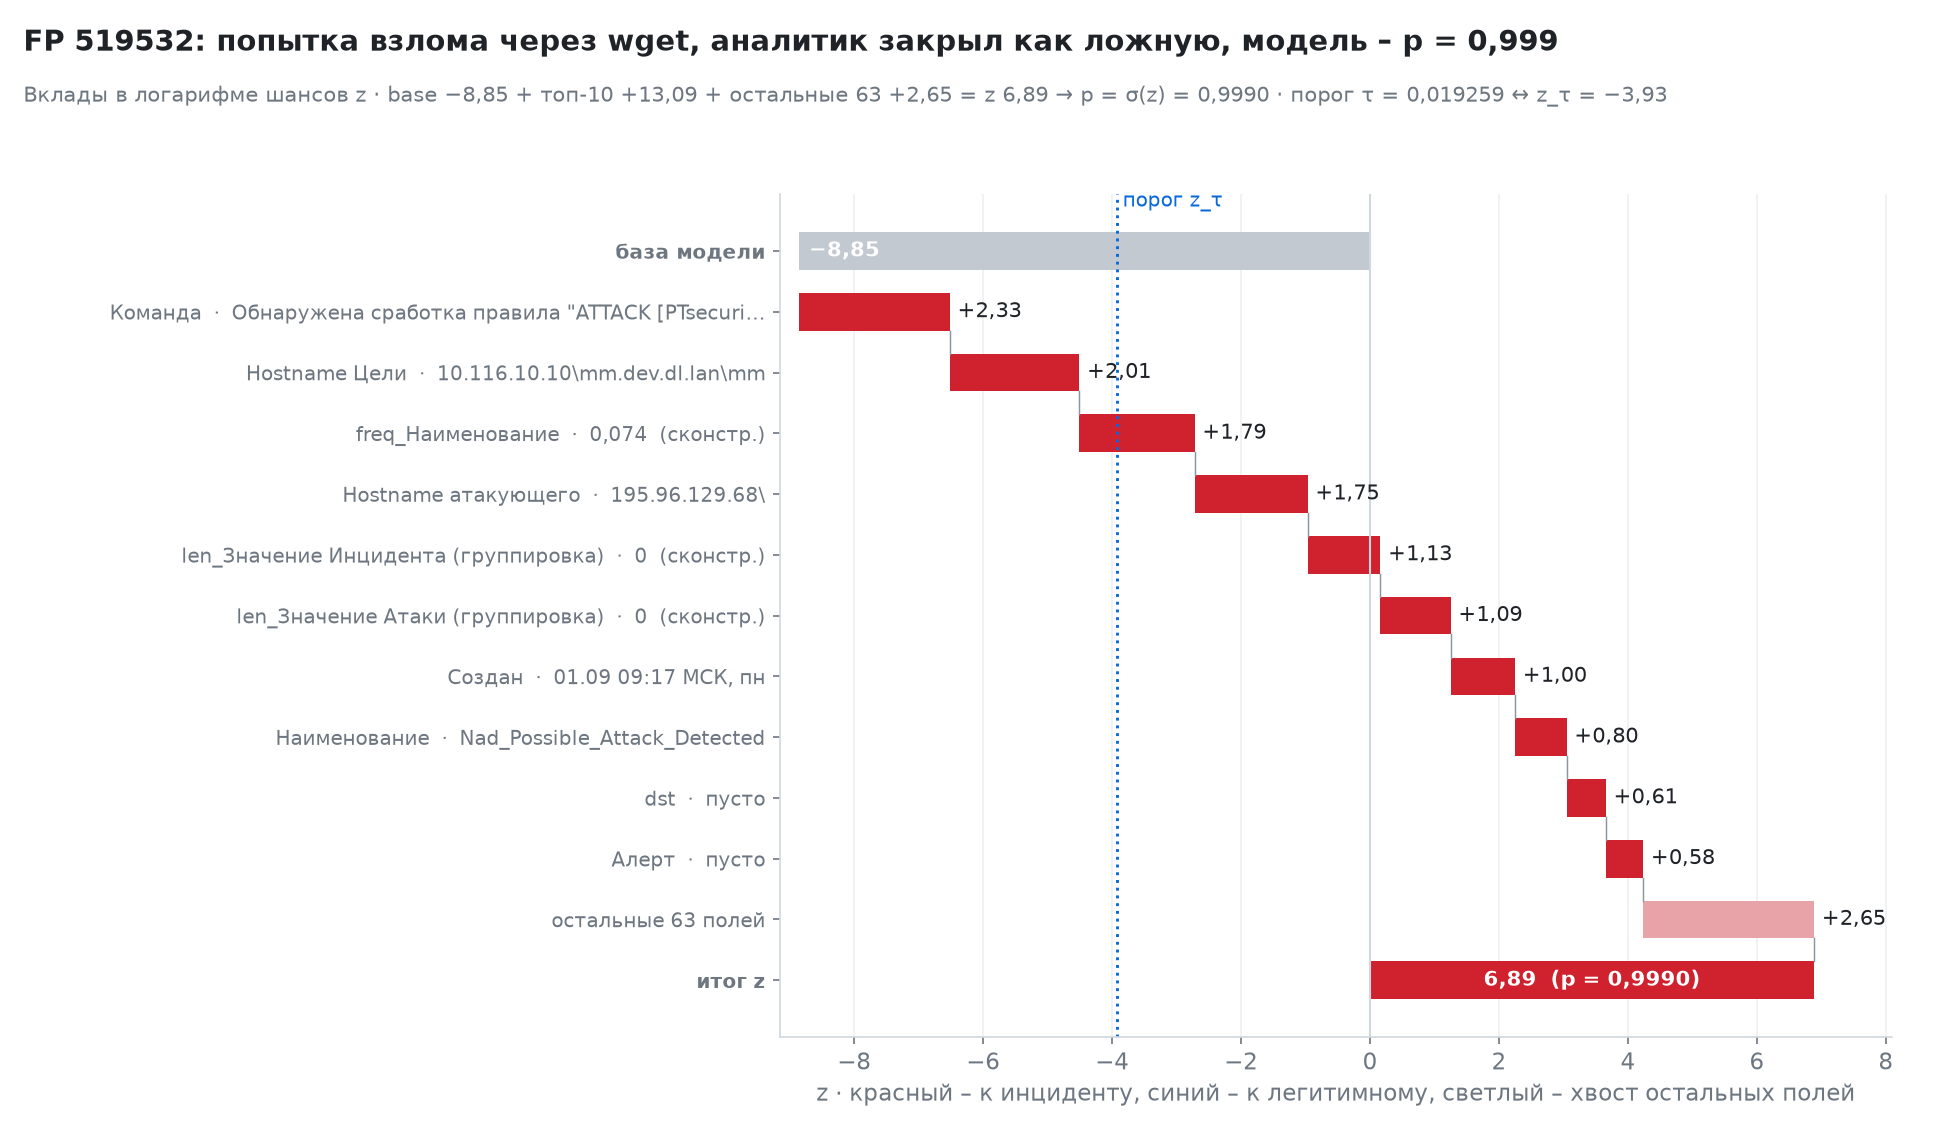 FP 519532: попытка взлома через wget, аналитик закрыл как ложную, модель – p = 0,999
Вклады в логарифме шансов z · base −8,85 + топ-10 +13,09 + остальные 63 +2,65 = z 6,89 → p = σ(z) = 0,9990 · порог τ = 0,019259 ↔ z_τ = −3,93
порог z_τ
база модели −8,85
Команда · Обнаружена сработка правила "ATTACK [PTsecuri… +2,33
Hostname Цели · 10.116.10.10\mm.dev.dl.lan\mm +2,01
freq_Наименование · 0,074 (сконстр.) +1,79
Hostname атакующего · 195.96.129.68\ +1,75
len_Значение Инцидента (группировка) · 0 (сконстр.) +1,13
len_Значение Атаки (группировка) · 0 (сконстр.) +1,09
Создан · 01.09 09:17 МСК, пн +1,00
Наименование · Nad_Possible_Attack_Detected +0,80
dst · пусто +0,61
Алерт · пусто +0,58
остальные 63 полей +2,65
итог z 6,89 (p = 0,9990)
−8 −6 −4 −2 0 2 4 6 8
z · красный – к инциденту, синий – к легитимному, светлый – хвост остальных полей